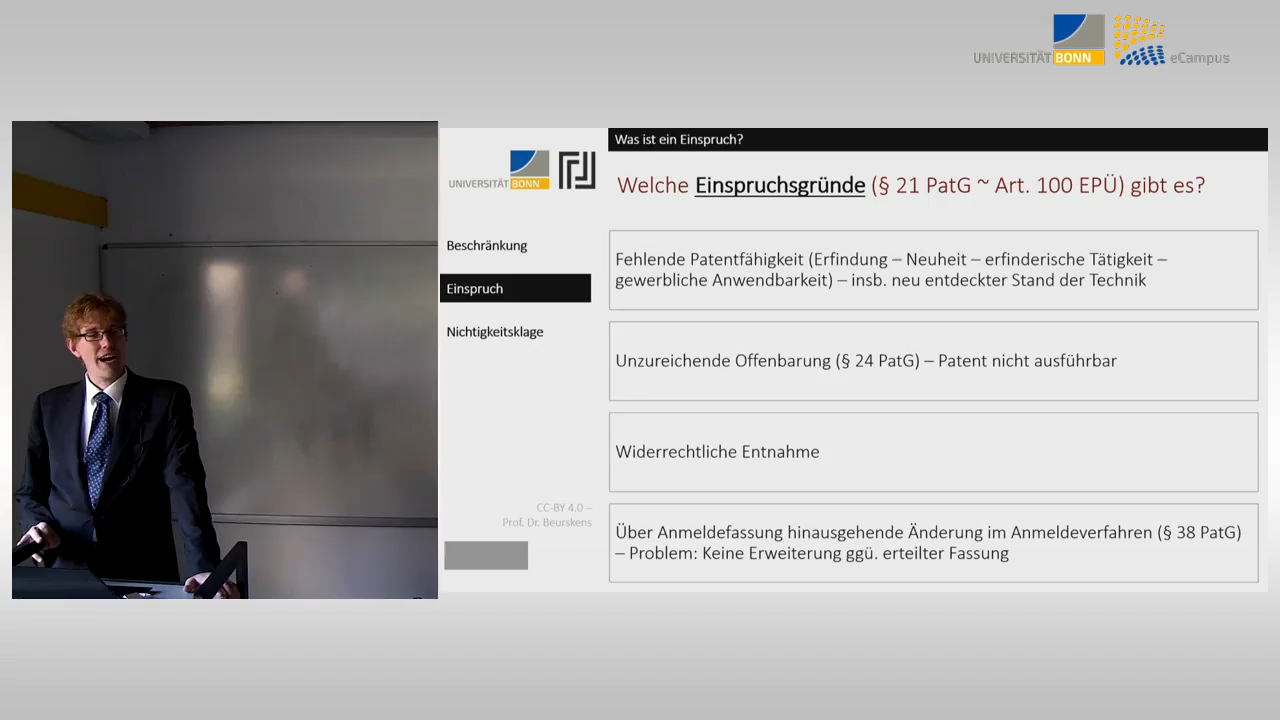 UNIVERSITÄT BONN eCampus
Was ist ein Einspruch?
UNIVERSITÄT BONN
Welche Einspruchsgründe (§ 21 PatG ~ Art. 100 EPÜ) gibt es?
Beschränkung
Einspruch
Nichtigkeitsklage
Fehlende Patentfähigkeit (Erfindung – Neuheit – erfinderische Tätigkeit –
gewerbliche Anwendbarkeit) – insb. neu entdeckter Stand der Technik
Unzureichende Offenbarung (§ 24 PatG) – Patent nicht ausführbar
Widerrechtliche Entnahme
Über Anmeldefassung hinausgehende Änderung im Anmeldeverfahren (§ 38 PatG)
– Problem: Keine Erweiterung ggü. erteilter Fassung
CC-BY 4.0 –
Prof. Dr. Beurskens